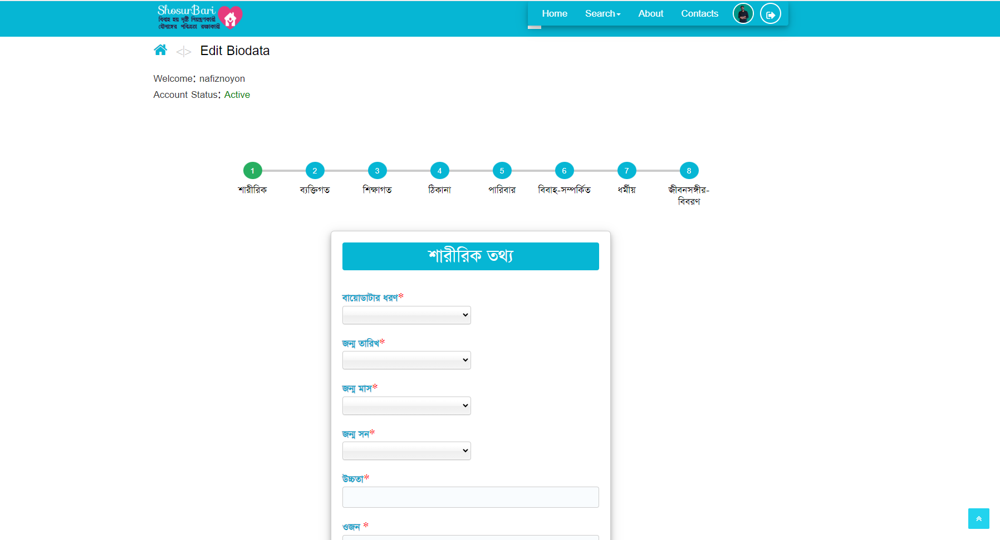 ShosurBari
বিবাহ হয় দৃষ্টি নিয়ন্ত্রণকারী
যৌনাঙ্গের পবিত্রতা রক্ষাকারী
Home Search About Contacts
Edit Biodata
Welcome: nafiznoyon
Account Status: Active
1 2 3 4 5 6 7 8
শারীরিক ব্যক্তিগত শিক্ষাগত ঠিকানা পারিবার বিবাহ-সম্পর্কিত ধর্মীয় জীবনসঙ্গীর-
বিবরণ
শারীরিক তথ্য
বায়োডাটার ধরণ*
জন্ম তারিখ*
জন্ম মাস*
জন্ম সন*
উচ্চতা*
ওজন *